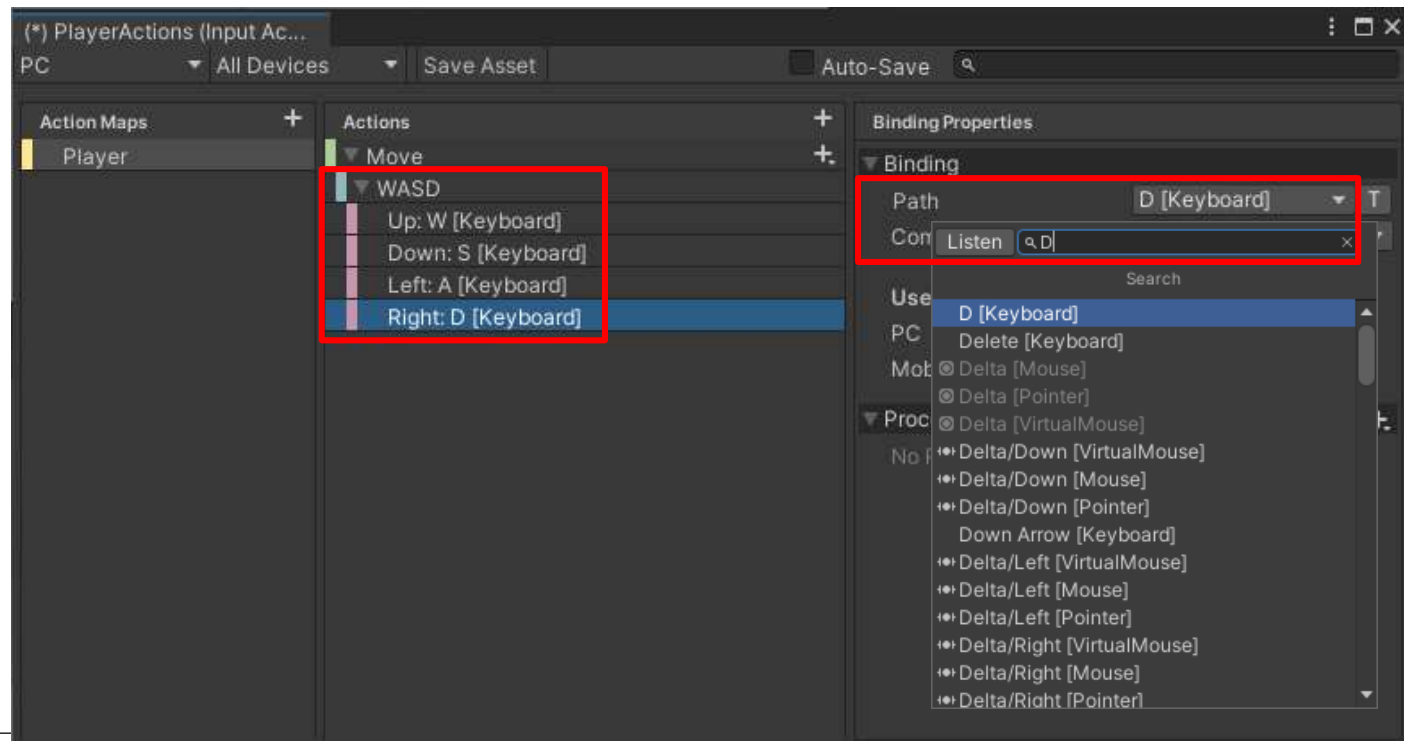 (*) PlayerActions (Input Ac...
PC All Devices Save Asset Auto-Save
Action Maps
Player
Actions
Move
WASD
Up: W [Keyboard]
Down: S [Keyboard]
Left: A [Keyboard]
Right: D [Keyboard]
Binding Properties
Binding
Path D [Keyboard] T
Com
Listen D
Search
Use
PC
Mob
Proc
No
D [Keyboard]
Delete [Keyboard]
Delta [Mouse]
Delta [Pointer]
Delta [VirtualMouse]
Delta/Down [VirtualMouse]
Delta/Down [Mouse]
Delta/Down [Pointer]
Down Arrow [Keyboard]
Delta/Left [VirtualMouse]
Delta/Left [Mouse]
Delta/Left [Pointer]
Delta/Right [VirtualMouse]
Delta/Right [Mouse]
Delta/Right [Pointer]